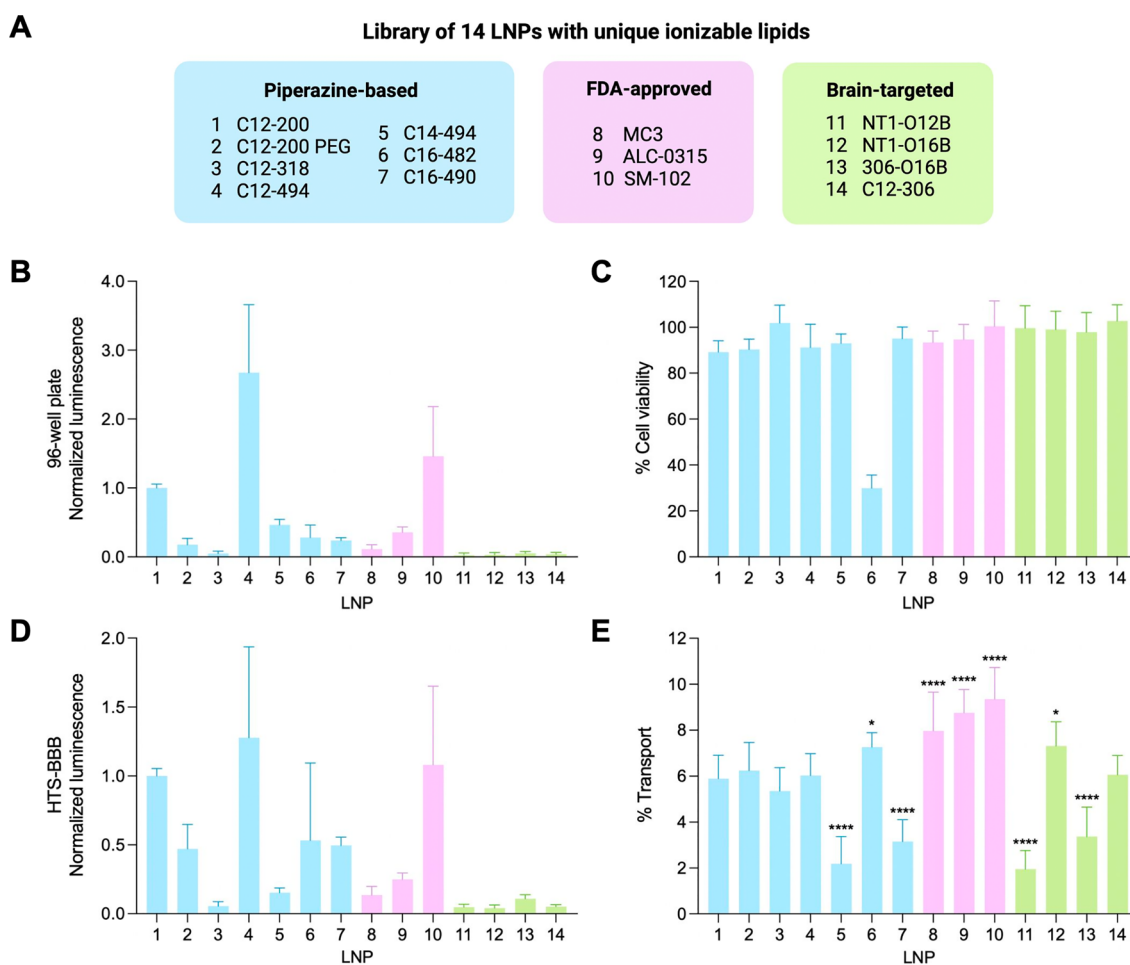 A
Library of 14 LNPs with unique ionizable lipids
Piperazine-based
1 C12-200
2 C12-200 PEG
3 C12-318
4 C12-494
5 C14-494
6 C16-482
7 C16-490
FDA-approved
8 MC3
9 ALC-0315
10 SM-102
Brain-targeted
11 NT1-O12B
12 NT1-O16B
13 306-O16B
14 C12-306
B
96-well plate
Normalized luminescence
4.0
3.0
2.0
1.0
0.0
1 2 3 4 5 6 7 8 9 10 11 12 13 14
LNP
C
% Cell viability
120
100
80
60
40
20
0
1 2 3 4 5 6 7 8 9 10 11 12 13 14
LNP
D
HTS-BBB
Normalized luminescence
2.0
1.5
1.0
0.5
0.0
1 2 3 4 5 6 7 8 9 10 11 12 13 14
LNP
E
% Transport
12
10
8
6
4
2
0
**** * **** **** **** **** **** * ****
1 2 3 4 5 6 7 8 9 10 11 12 13 14
LNP